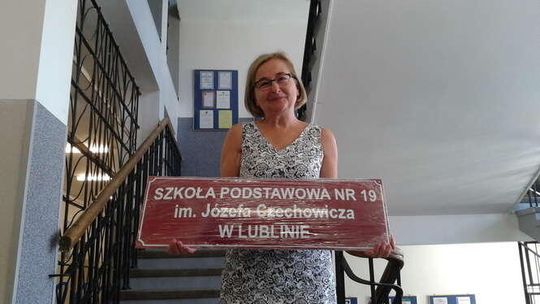 SZKOŁA PODSTAWOWA NR 19
im. Józefa Czechowicza
W LUBLINIE